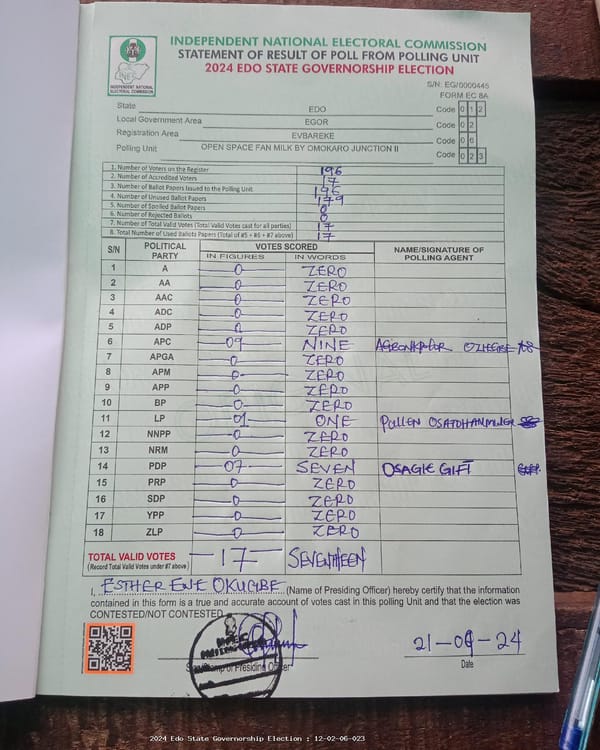 INDEPENDENT NATIONAL ELECTORAL COMMISSION
STATEMENT OF RESULT OF POLL FROM POLLING UNIT
2024 EDO STATE GOVERNORSHIP ELECTION
INDEPENDENT NATIONAL ELECTORAL COMMISSION
S/N: EG/0000445
FORM EC 8A
State EDO Code 0 1 2
Local Government Area EGOR Code 0 2
Registration Area EVBAREKE Code 0 6
Polling Unit OPEN SPACE FAN MILK BY OMOKARO JUNCTION II Code 0 2 3
1. Number of Voters on the Register 196
2. Number of Accredited Voters 17
3. Number of Ballot Papers Issued to the Polling Unit 196
4. Number of Unused Ballot Papers 179
5. Number of Spoiled Ballot Papers
6. Number of Rejected Ballots
7. Number of Total Valid Votes (Total Valid Votes cast for all parties) 17
8. Total Number of Used Ballots Papers (Total of #5 + #6 + #7 above) 17
S/N POLITICAL PARTY VOTES SCORED NAME/SIGNATURE OF POLLING AGENT
IN FIGURES IN WORDS
1 A 0 ZERO
2 AA 0 ZERO
3 AAC 0 ZERO
4 ADC 0 ZERO
5 ADP 0 ZERO
6 APC 09 NINE
7 APGA 0 ZERO
8 APM 0 ZERO
9 APP 0 ZERO
10 BP 0 ZERO
11 LP 01 ONE
12 NNPP 0 ZERO
13 NRM 0 ZERO
14 PDP 07 SEVEN OSAGIE GIFT
15 PRP 0 ZERO
16 SDP 0 ZERO
17 YPP 0 ZERO
18 ZLP 0 ZERO
TOTAL VALID VOTES 17 SEVENTEEN
(Record Total Valid Votes under #7 above)
I, ESTHER ENE (Name of Presiding Officer) hereby certify that the information
contained in this form is a true and accurate account of votes cast in this polling Unit and that the election was
CONTESTED/NOT CONTESTED
INEC
of Presiding Officer
21-09-24
Date
2024 Edo State Governorship Election : 12-02-06-023